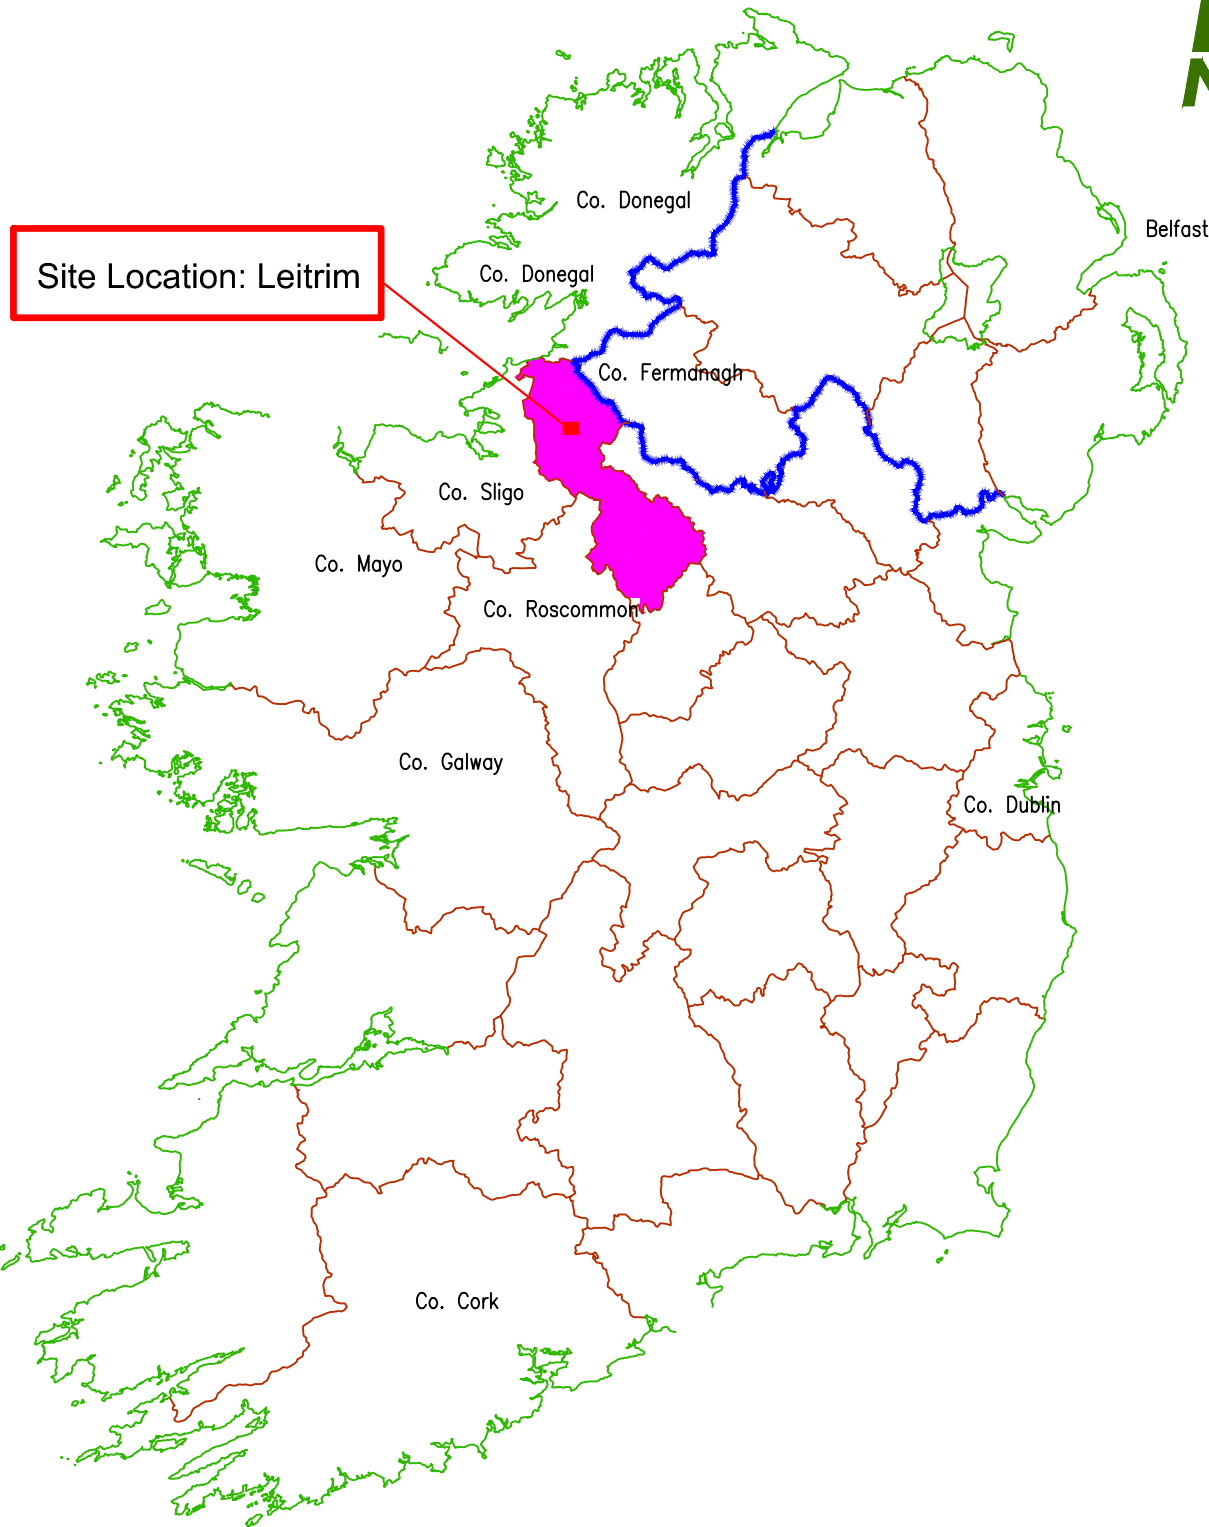 Co. Donegal
Belfast
Site Location: Leitrim
Co. Donegal
Co. Fermanagh
Co. Sligo
Co. Mayo
Co. Roscommon
Co. Galway
Co. Dublin
Co. Cork